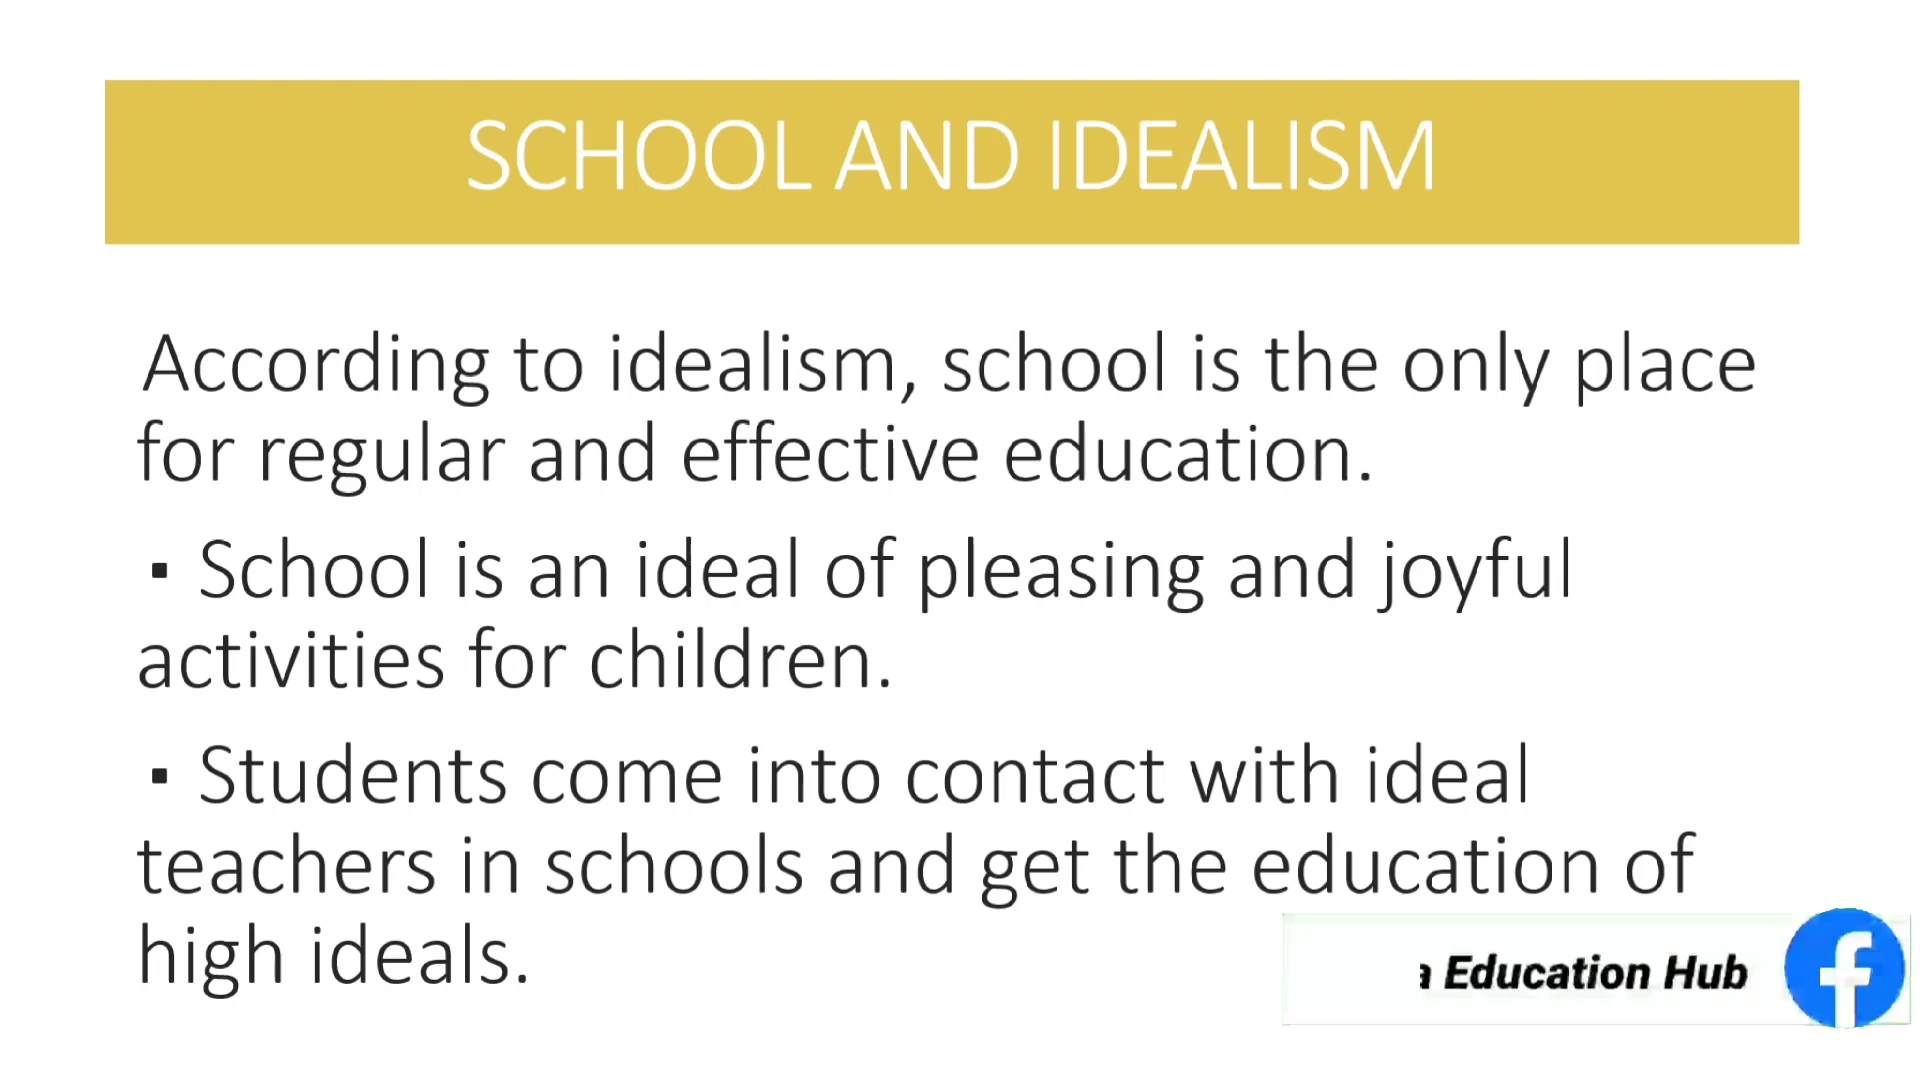 SCHOOL AND IDEALISM
According to idealism, school is the only place
for regular and effective education.
▪ School is an ideal of pleasing and joyful
activities for children.
▪ Students come into contact with ideal
teachers in schools and get the education of
high ideals.
Education Hub